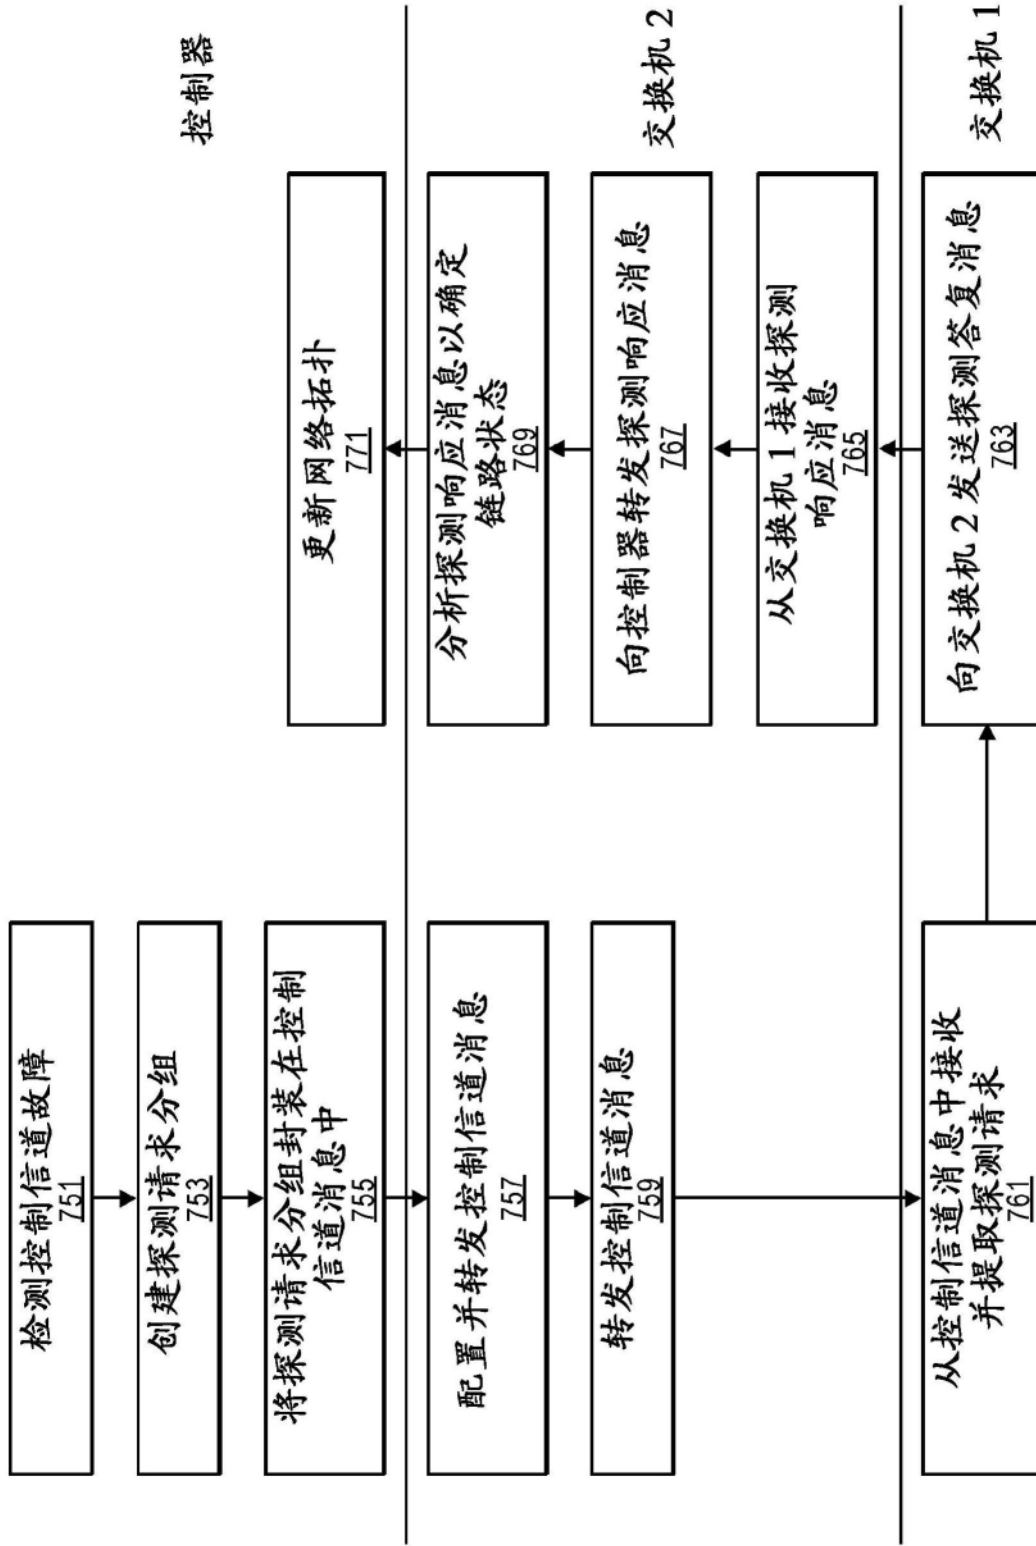 检测控制信道故障
751
创建探测请求分组
753
将探测请求分组封装在控制
信道消息中
755
配置并转发控制信道消息
757
转发控制信道消息
759
从控制信道消息中接收
并提取探测请求
761
控制器
更新网络拓扑
771
分析探测响应消息以确定
链路状态
769
向控制器转发探测响应消息
767
交换机 2
从交换机 1 接收探测
响应消息
765
向交换机 2 发送探测答复消息
763
交换机 1